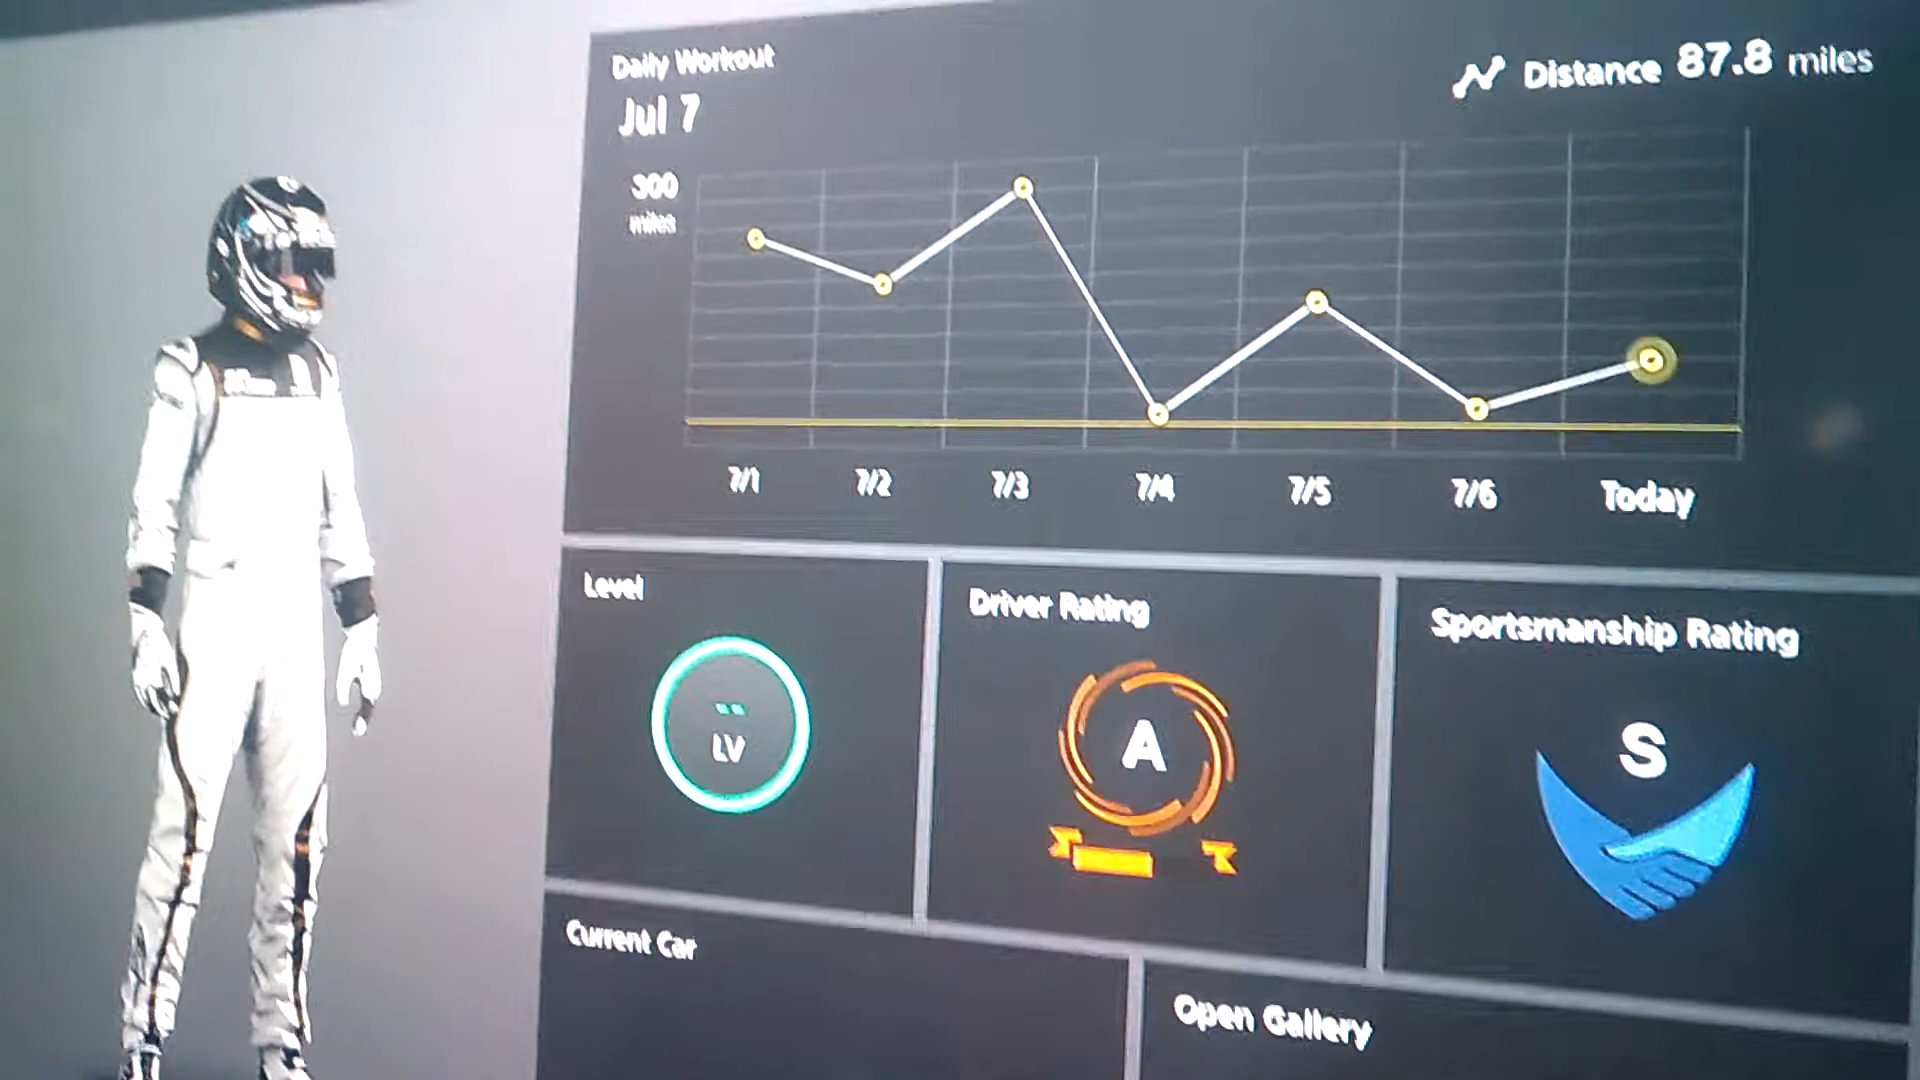 Daily Workout
Jul 7
Distance 87.8 miles
300
miles
7/1 7/2 7/3 7/4 7/5 7/6 Today
Level
Driver Rating
Sportsmanship Rating
--
LV
A
S
Current Car
Open Gallery